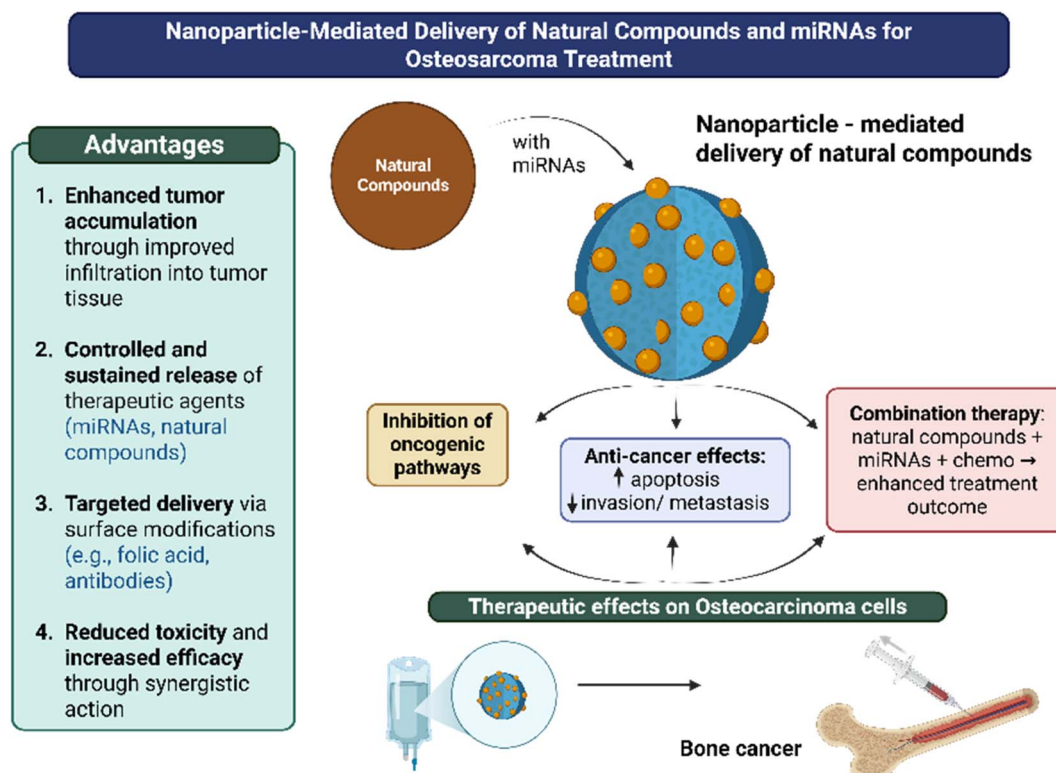 Nanoparticle-Mediated Delivery of Natural Compounds and miRNAs for
Osteosarcoma Treatment
Advantages
1. Enhanced tumor
accumulation
through improved
infiltration into tumor
tissue
2. Controlled and
sustained release of
therapeutic agents
(miRNAs, natural
compounds)
3. Targeted delivery via
surface modifications
(e.g., folic acid,
antibodies)
4. Reduced toxicity and
increased efficacy
through synergistic
action
Natural
Compounds
with
miRNAs
Nanoparticle - mediated
delivery of natural compounds
Inhibition of
oncogenic
pathways
Anti-cancer effects:
↑ apoptosis
↓ invasion/ metastasis
Combination therapy:
natural compounds +
miRNAs + chemo →
enhanced treatment
outcome
Therapeutic effects on Osteocarcinoma cells
Bone cancer